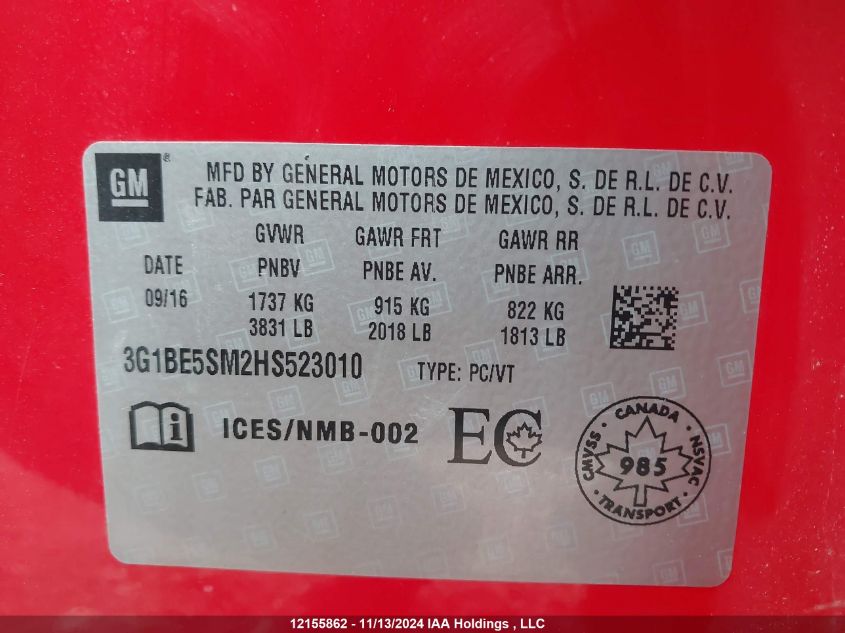 GM ®
MFD BY GENERAL MOTORS DE MEXICO, S. DE R.L. DE C.V.
FAB. PAR GENERAL MOTORS DE MEXICO, S. DE R.L. DE C.V.
GVWR GAWR FRT GAWR RR
DATE PNBV PNBE AV. PNBE ARR.
09/16 1737 KG 915 KG 822 KG
3831 LB 2018 LB 1813 LB
3G1BE5SM2HS523010 TYPE: PC/VT
i ICES/NMB-002 EC
CANADA
CMVSS 985 NSVAC
TRANSPORT
12155862 - 11/13/2024 IAA Holdings , LLC